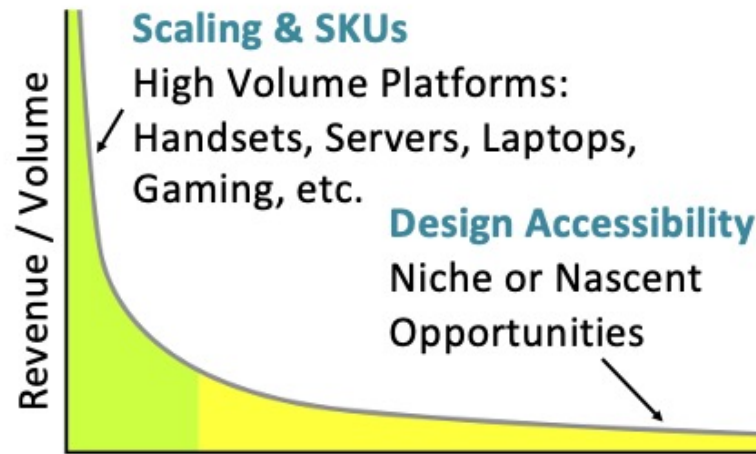 Scaling & SKUs
High Volume Platforms:
Handsets, Servers, Laptops,
Gaming, etc.
Design Accessibility
Niche or Nascent
Opportunities
Revenue / Volume